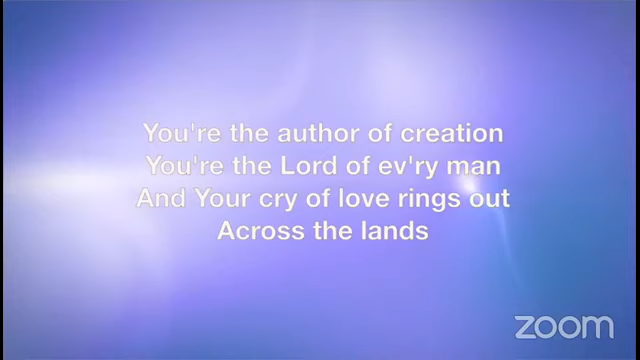 You're the author of creation
You're the Lord of ev'ry man
And Your cry of love rings out
Across the lands
zoom